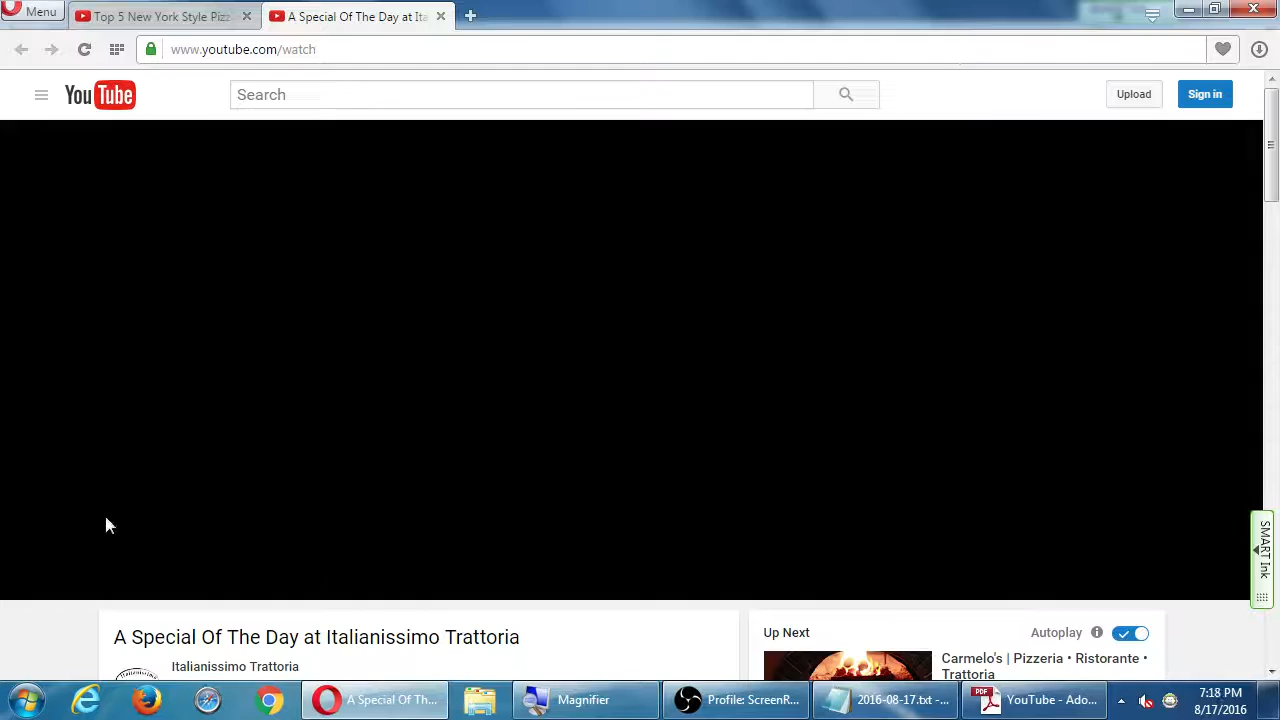 Menu
Top 5 New York Style Piz
A Special Of The Day at Ita
www.youtube.com/watch
YouTube
Search
Upload
Sign in
SMART Ink
A Special Of The Day at Italianissimo Trattoria
Italianissimo Trattoria
Up Next
Autoplay
Carmelo's | Pizzeria • Ristorante •
Trattoria
A Special Of Th...
Magnifier
Profile: ScreenR...
2016-08-17.txt -...
PDF
YouTube - Ado...
7:18 PM
8/17/2016